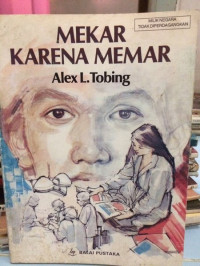 MILIK NEGARA
TIDAK DIPERDAGANGKAN
MEKAR
KARENA MEMAR
Alex L. Tobing
BALAI PUSTAKA